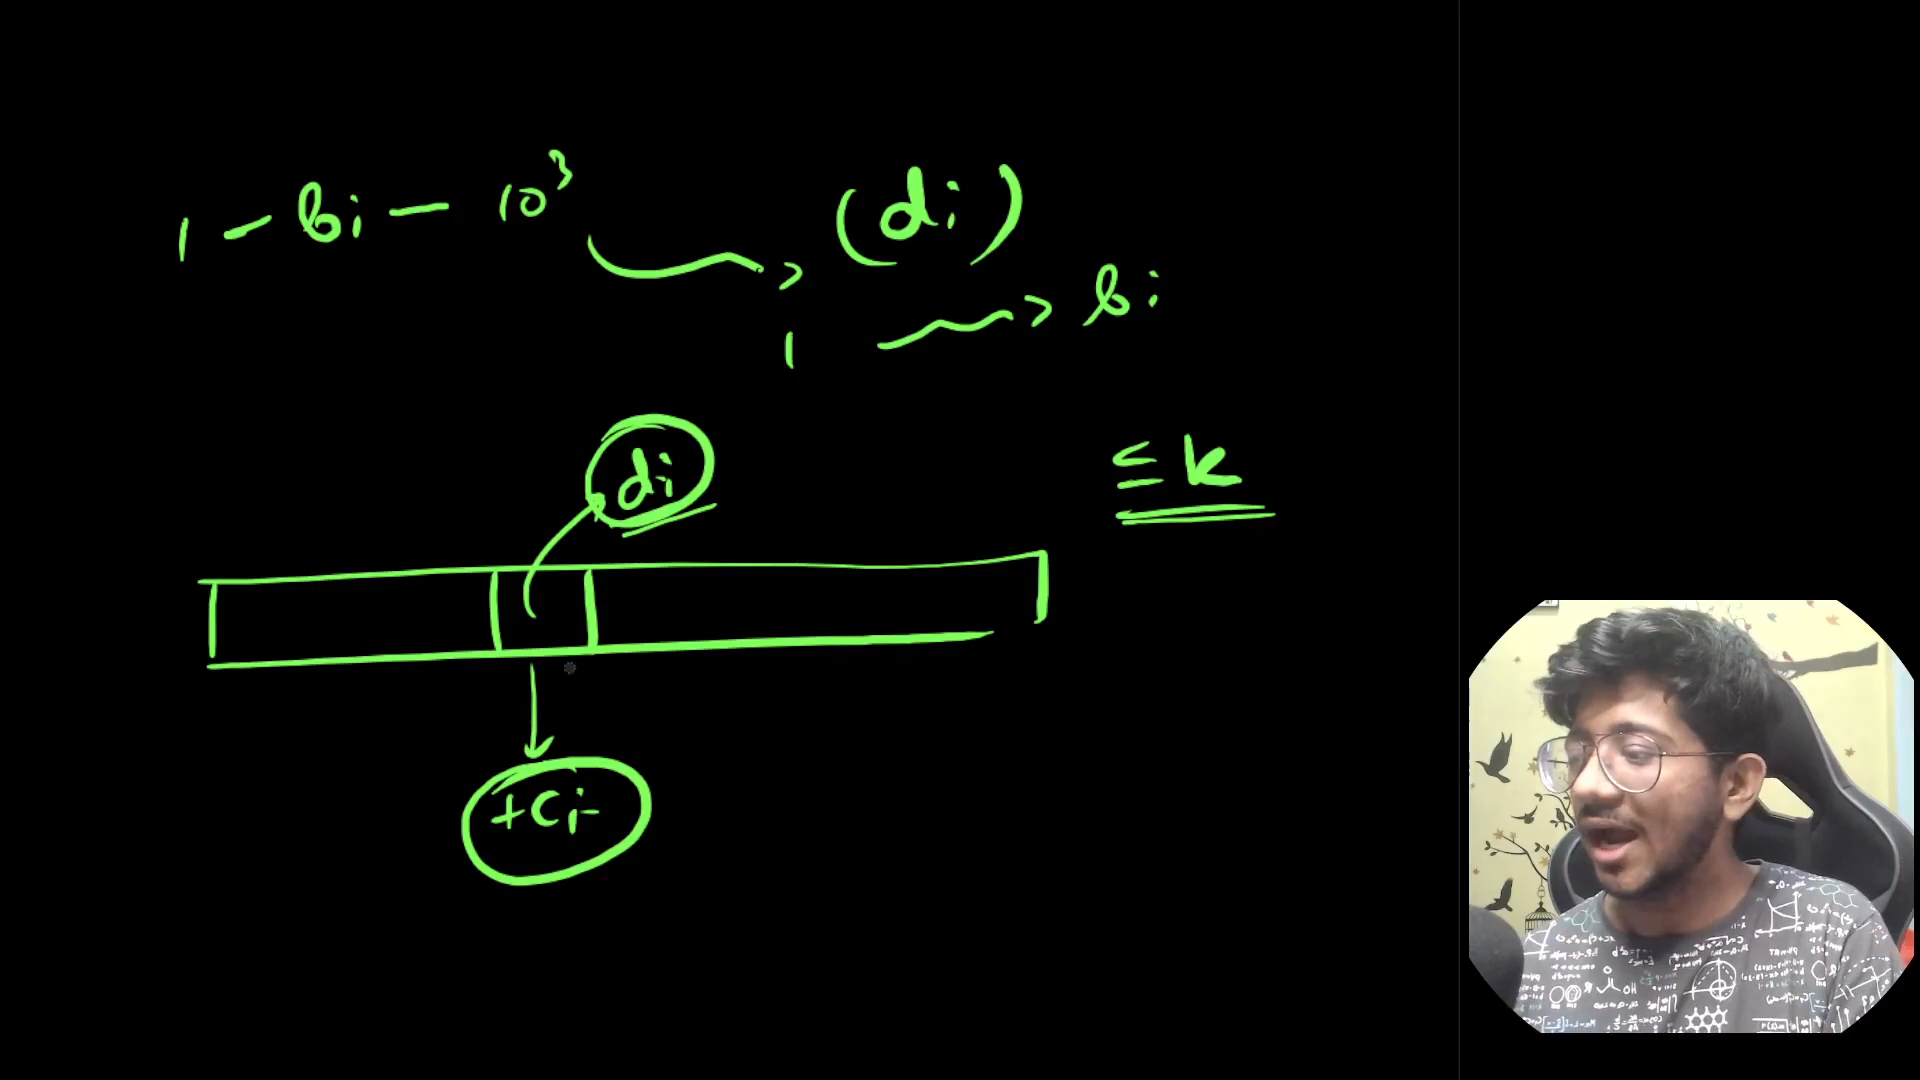 1 - bi - 10³
(di)
1 → bi
di
≤ k
+ci